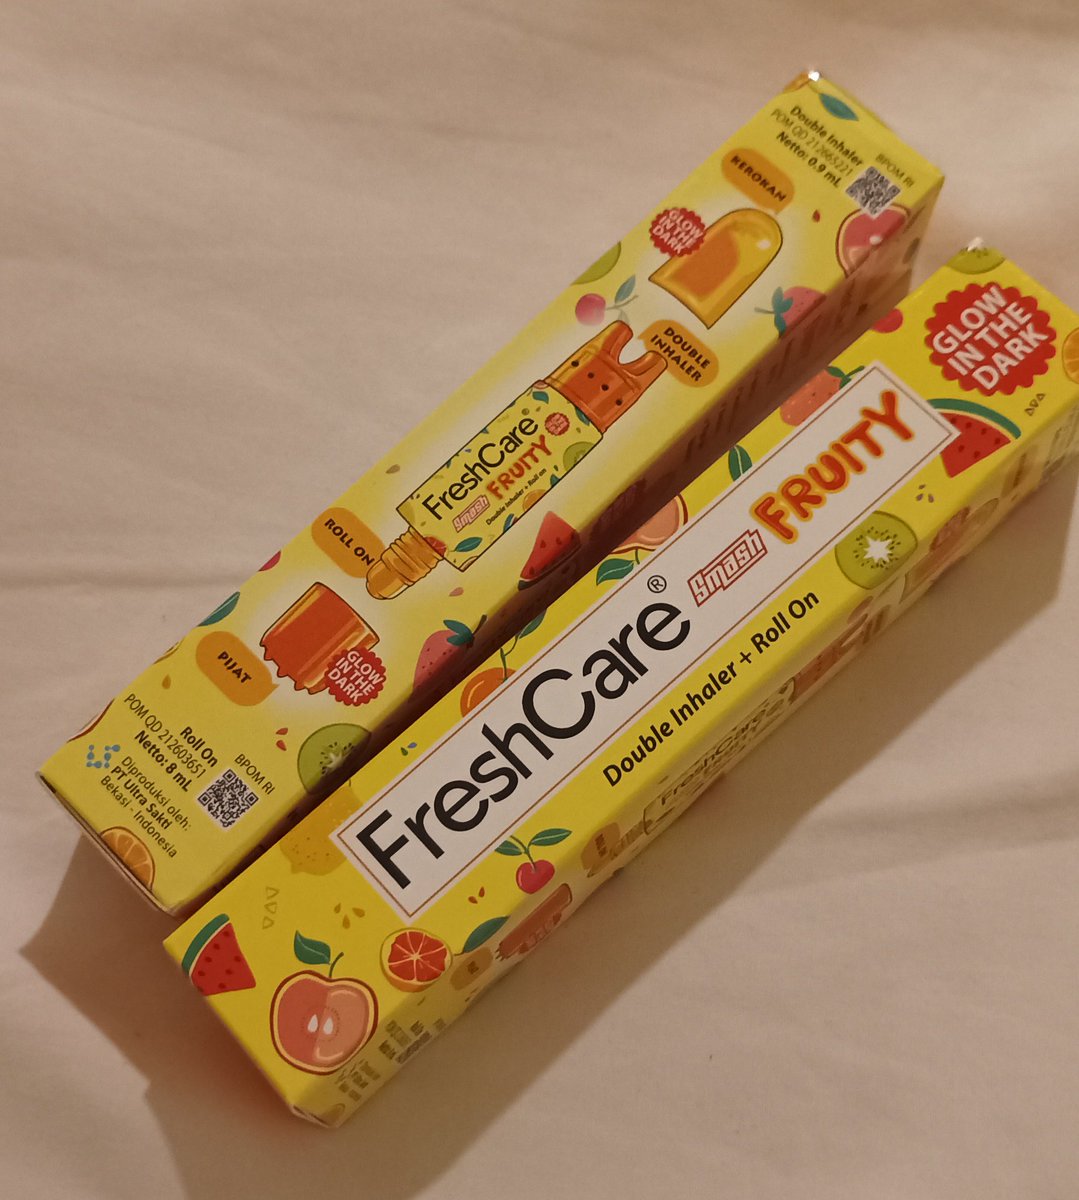 Double Inhaler
POM QD 212665221
Netto: 0.9 mL
BPOM RI
KEROKAN
GLOW
IN THE
DARK
DOUBLE
INHALER
FreshCare®
Smash FRUITY
Double Inhaler + Roll On
ROLL ON
PIJAT
GLOW
IN THE
DARK
Roll On
POM QD 212603651
Netto: 8 mL
BPOM RI
Diproduksi oleh:
PT Ultra Sakti
Bekasi - Indonesia
GLOW
IN THE
DARK
FreshCare® Smash FRUITY
Double Inhaler + Roll On
FreshCare